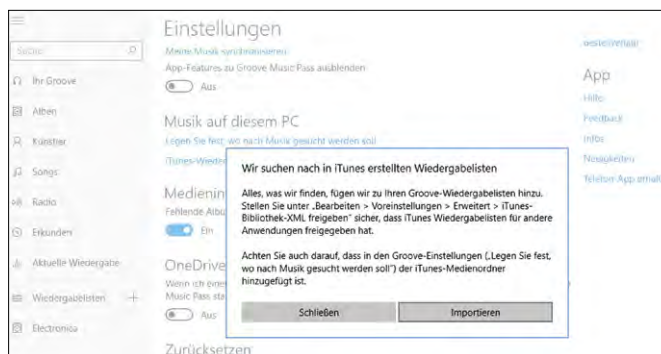 Einstellungen
Suche
Meine Musik synchronisieren
App-Features zu Groove Music Pass ausblenden
Aus
Ihr Groove
Alben
Künstler
Songs
Radio
Erkunden
Aktuelle Wiedergabe
Wiedergabelisten
Electronica
Musik auf diesem PC
Legen Sie fest, wo nach Musik gesucht werden soll
Fehlende Albu
Ein
OneDrive
Wenn ich eine
Music Pass sta
Aus
Zurücksetzen
Wir suchen nach in iTunes erstellten Wiedergabelisten
Alles, was wir finden, fügen wir zu Ihren Groove-Wiedergabelisten hinzu.
Stellen Sie unter „Bearbeiten > Voreinstellungen > Erweitert > iTunes-
Bibliothek-XML freigeben" sicher, dass iTunes Wiedergabelisten für andere
Anwendungen freigegeben hat.
Achten Sie auch darauf, dass in den Groove-Einstellungen („Legen Sie fest,
wo nach Musik gesucht werden soll") der iTunes-Medienordner
hinzugefügt ist.
Schließen
Importieren
App
Hilfe
Feedback
Infos
Neuigkeiten